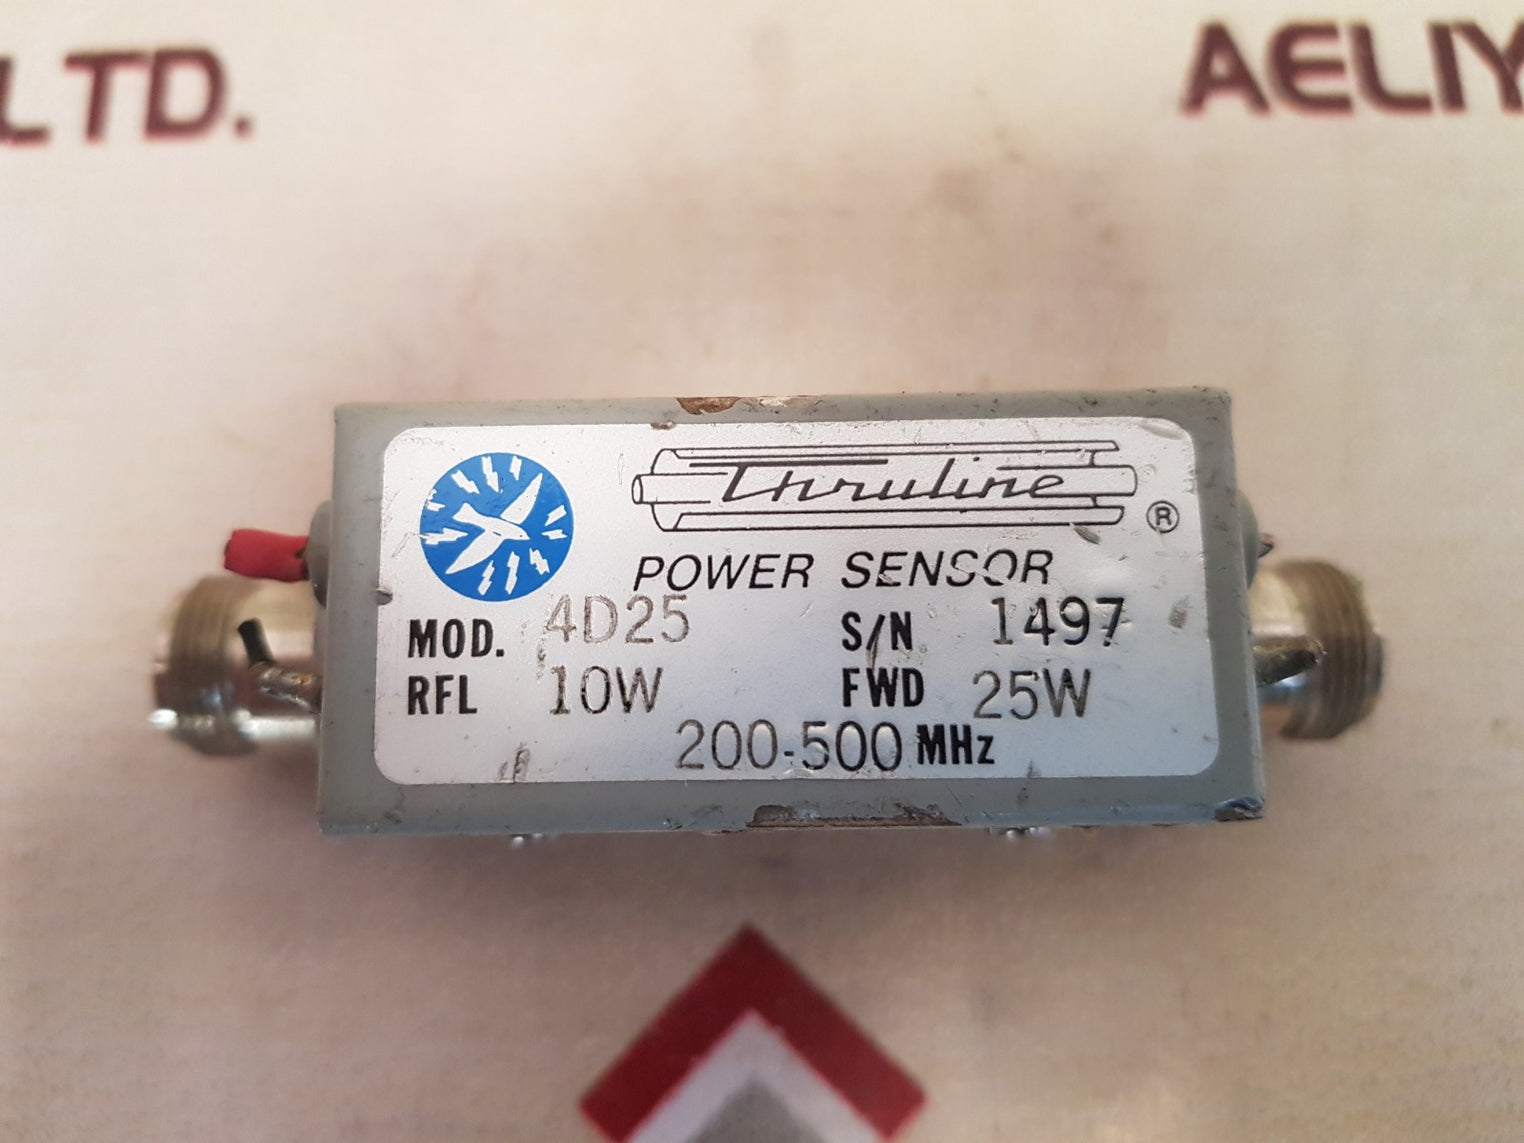 LTD.
AELIY
Thruline ®
POWER SENSOR
MOD. 4D25 S/N 1497
RFL 10W FWD 25W
200-500 MHz